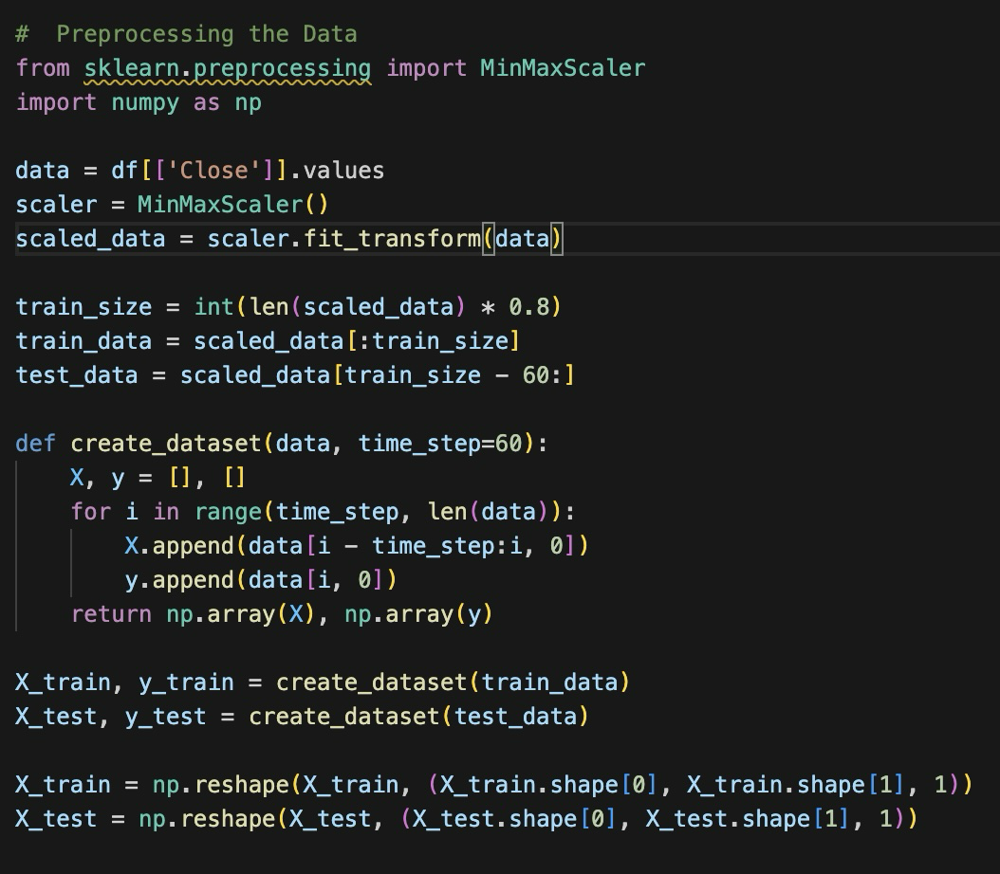 #  Preprocessing the Data
from sklearn.preprocessing import MinMaxScaler
import numpy as np

data = df[['Close']].values
scaler = MinMaxScaler()
scaled_data = scaler.fit_transform(data)

train_size = int(len(scaled_data) * 0.8)
train_data = scaled_data[:train_size]
test_data = scaled_data[train_size - 60:]

def create_dataset(data, time_step=60):
    X, y = [], []
    for i in range(time_step, len(data)):
        X.append(data[i - time_step:i, 0])
        y.append(data[i, 0])
    return np.array(X), np.array(y)

X_train, y_train = create_dataset(train_data)
X_test, y_test = create_dataset(test_data)

X_train = np.reshape(X_train, (X_train.shape[0], X_train.shape[1], 1))
X_test = np.reshape(X_test, (X_test.shape[0], X_test.shape[1], 1))